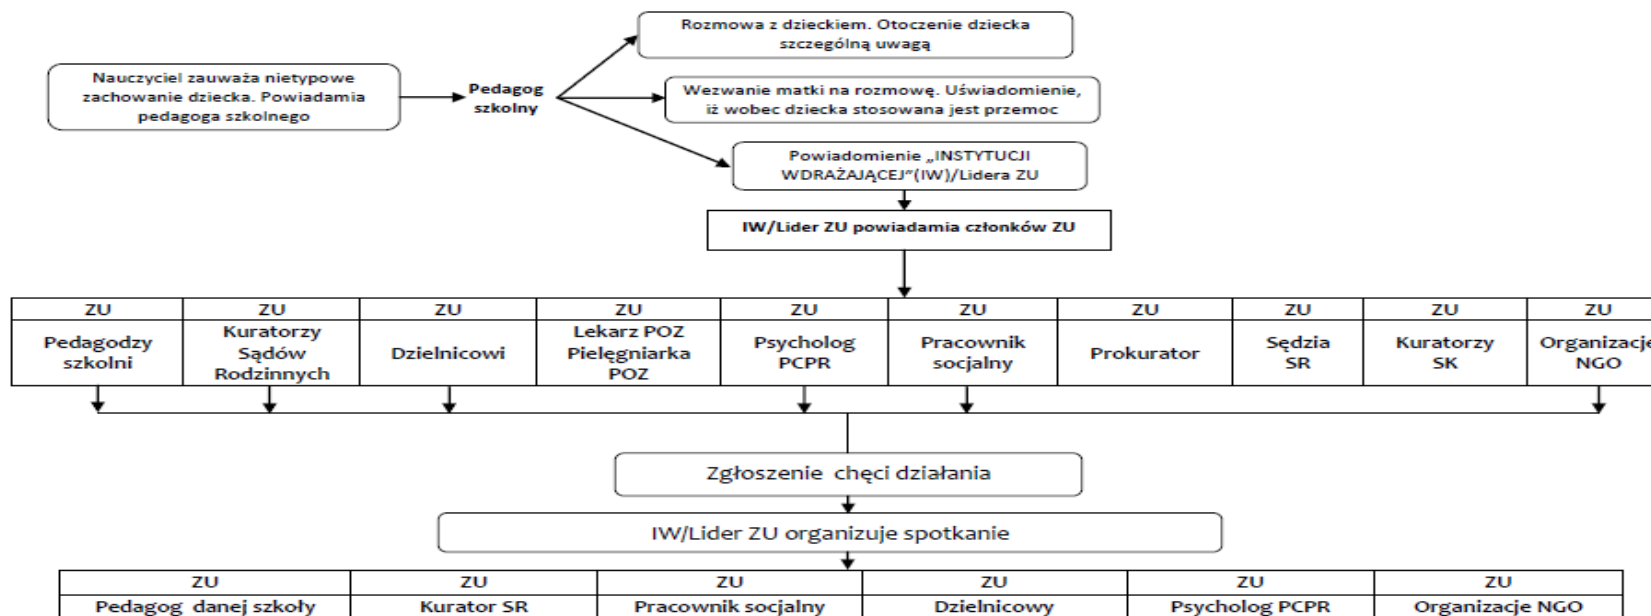 Rozmowa z dzieckiem. Otoczenie dziecka
szczególną uwagą
Nauczyciel zauważa nietypowe
zachowanie dziecka. Powiadamia
pedagoga szkolnego
Pedagog
szkolny
Wezwanie matki na rozmowę. Uświadomienie,
iż wobec dziecka stosowana jest przemoc
Powiadomienie „INSTYTUCJI
WDRAŻAJĄCEJ”(IW)/Lidera ZU
IW/Lider ZU powiadamia członków ZU
ZU ZU ZU ZU ZU ZU ZU ZU ZU ZU
Pedagodzy
szkolni
Kuratorzy
Sądów
Rodzinnych
Dzielnicowi
Lekarz POZ
Pielęgniarka
POZ
Psycholog
PCPR
Pracownik
socjalny
Prokurator
Sędzia
SR
Kuratorzy
SK
Organizacje
NGO
Zgłoszenie chęci działania
IW/Lider ZU organizuje spotkanie
ZU ZU ZU ZU ZU ZU
Pedagog danej szkoły Kurator SR Pracownik socjalny Dzielnicowy Psycholog PCPR Organizacje NGO